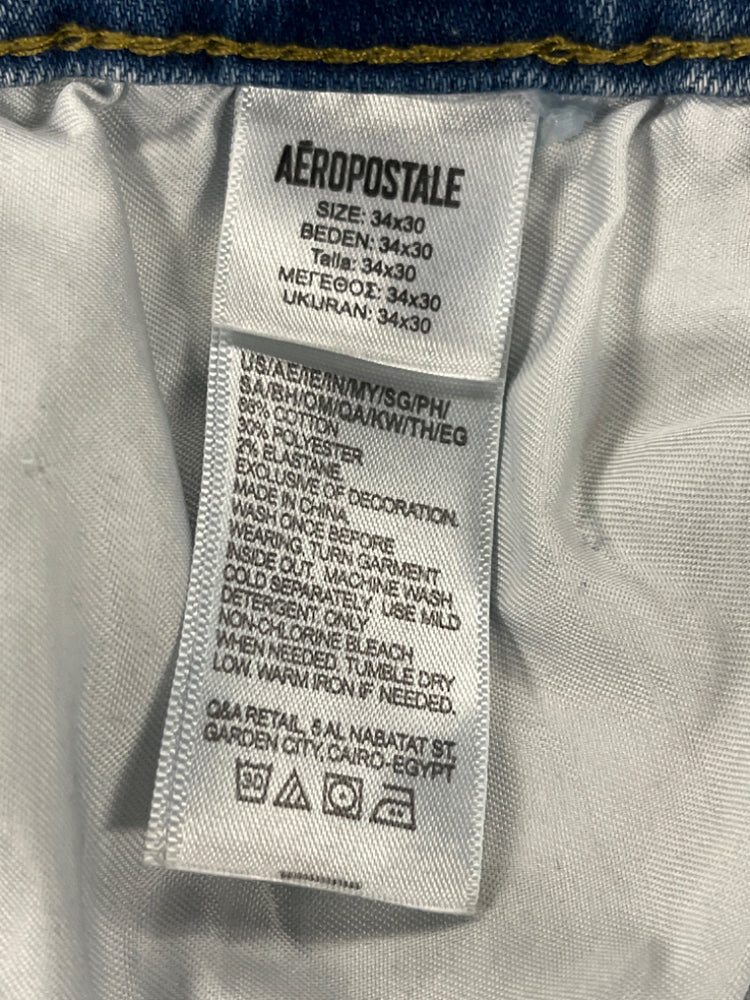 AÉROPOSTALE
SIZE: 34x30
BEDEN: 34x30
Talla: 34x30
ΜΕΓΕΘΟΣ: 34x30
UKURAN: 34x30
US/AE/IE/IN/MY/SG/PH/
SA/BH/OM/QA/KW/TH/EG
68% COTTON
30% POLYESTER
2% ELASTANE
EXCLUSIVE OF DECORATION.
MADE IN CHINA
WASH ONCE BEFORE
WEARING. TURN GARMENT
INSIDE OUT. MACHINE WASH
COLD SEPARATELY. USE MILD
DETERGENT ONLY
NON-CHLORINE BLEACH
WHEN NEEDED. TUMBLE DRY
LOW. WARM IRON IF NEEDED.
Q&A RETAIL, 5 AL NABATAT ST,
GARDEN CITY, CAIRO-EGYPT
30